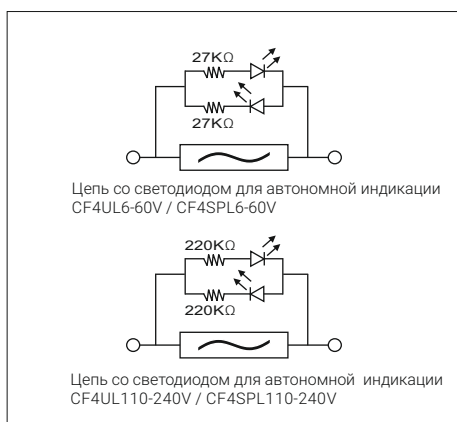 27KΩ
27KΩ
Цепь со светодиодом для автономной индикации
CF4UL6-60V / CF4SPL6-60V
220KΩ
220KΩ
Цепь со светодиодом для автономной индикации
CF4UL110-240V / CF4SPL110-240V